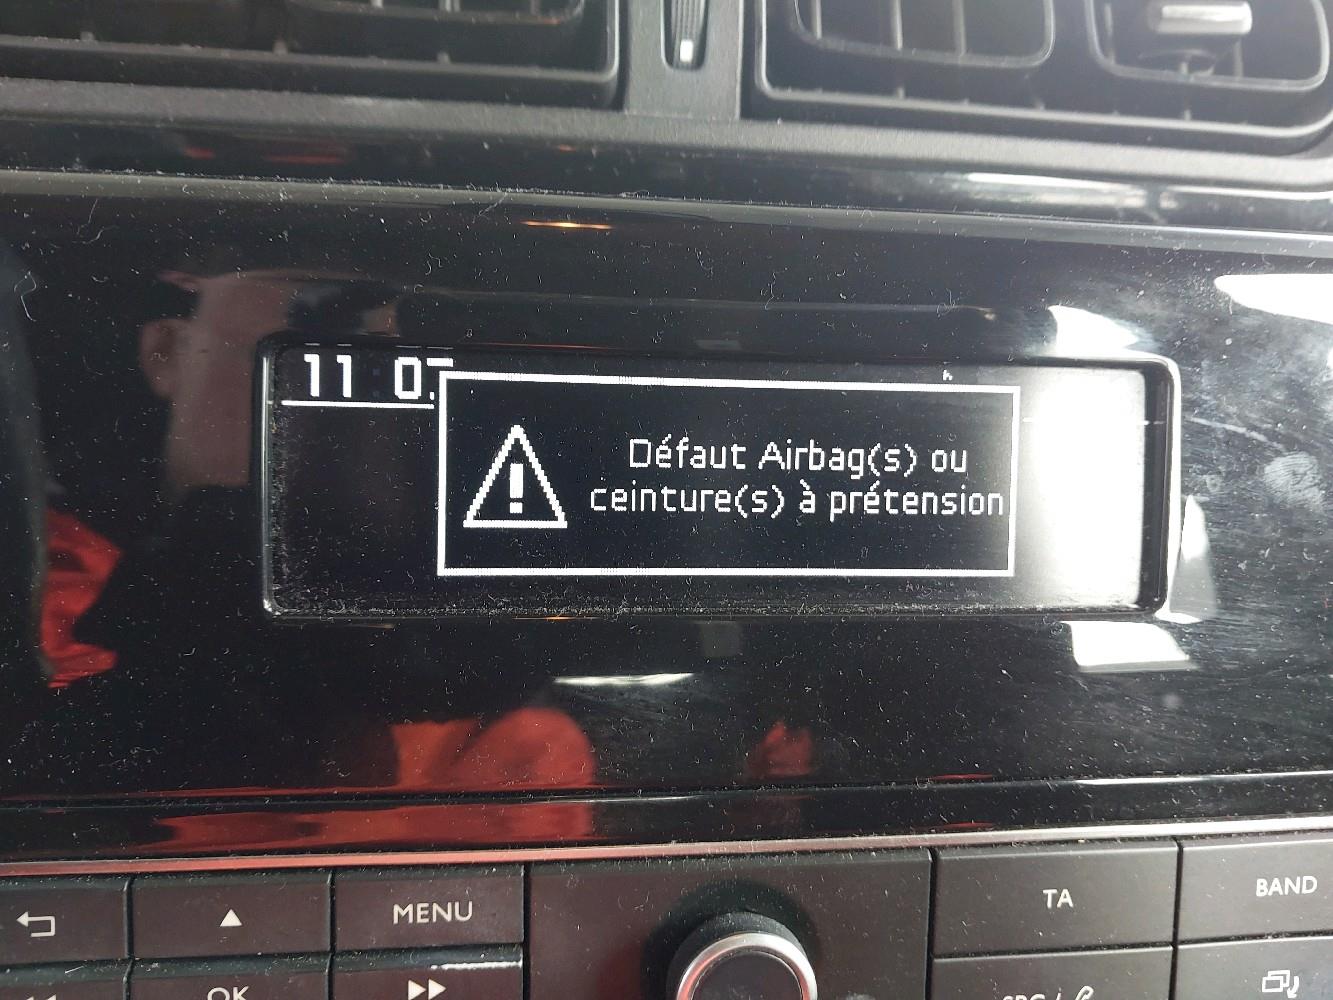 11 0
Défaut Airbag(s) ou
ceinture(s) à prétension
MENU
TA
BAND
OK